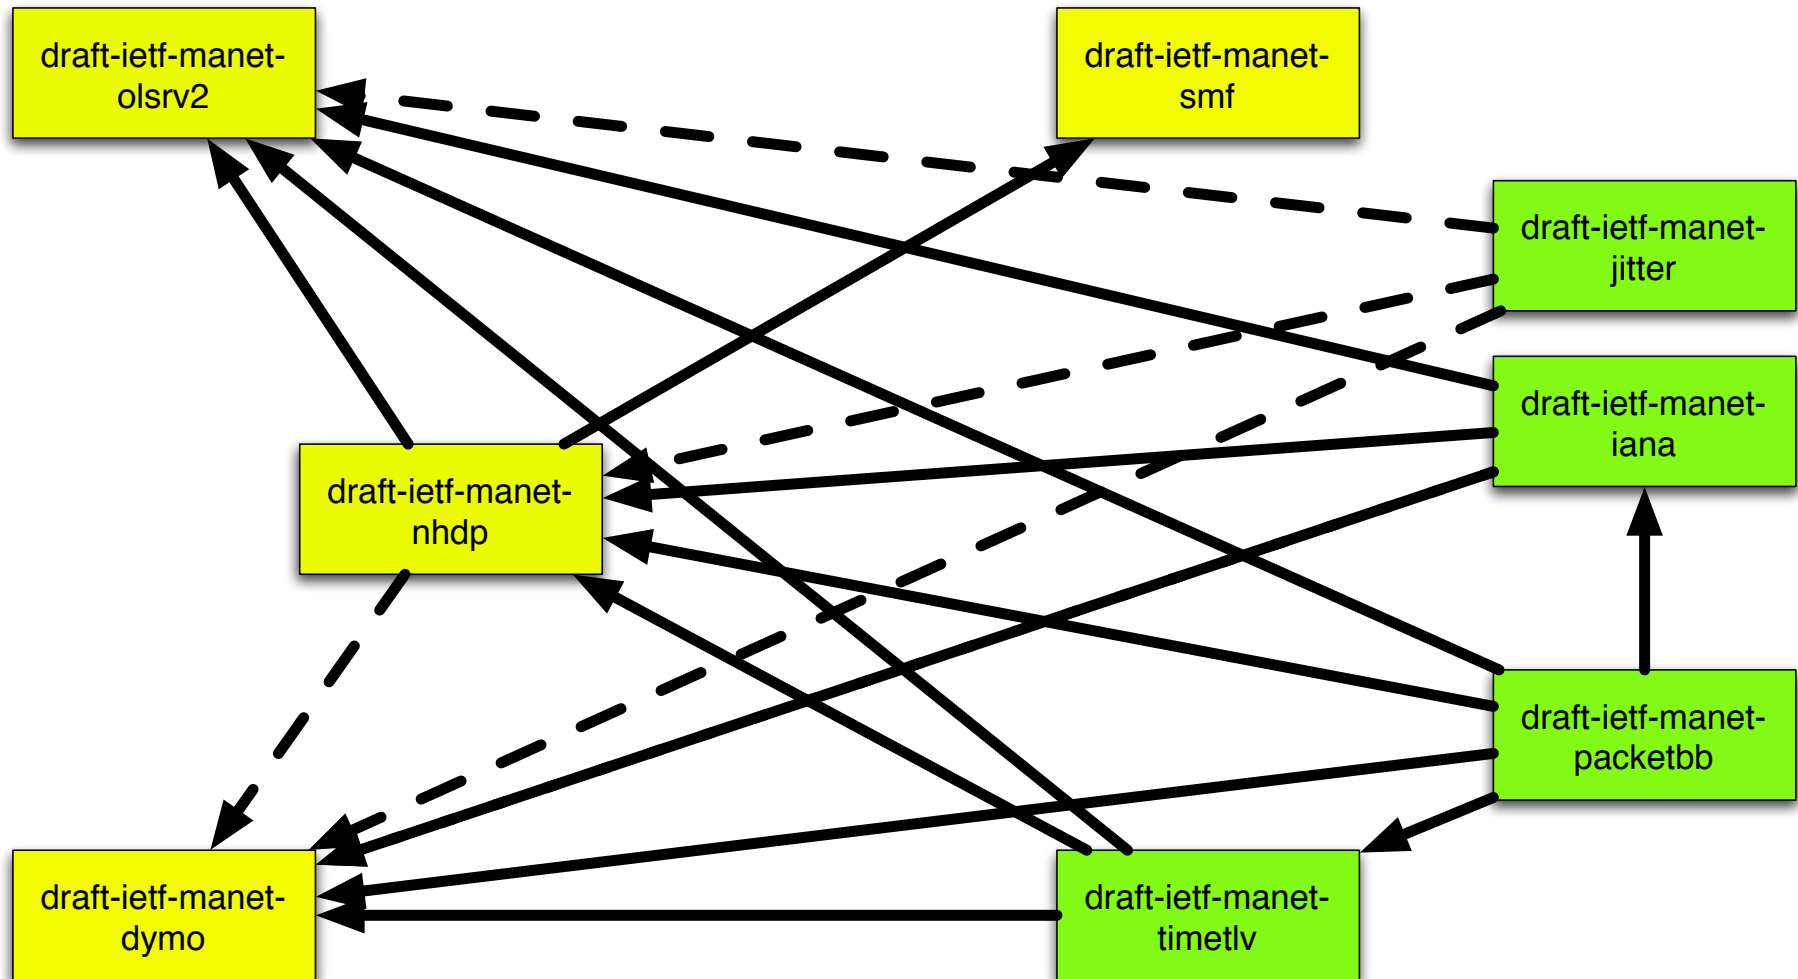 draft-ietf-manet-
olsrv2
draft-ietf-manet-
smf
draft-ietf-manet-
jitter
draft-ietf-manet-
iana
draft-ietf-manet-
nhdp
draft-ietf-manet-
packetbb
draft-ietf-manet-
dymo
draft-ietf-manet-
timetlv